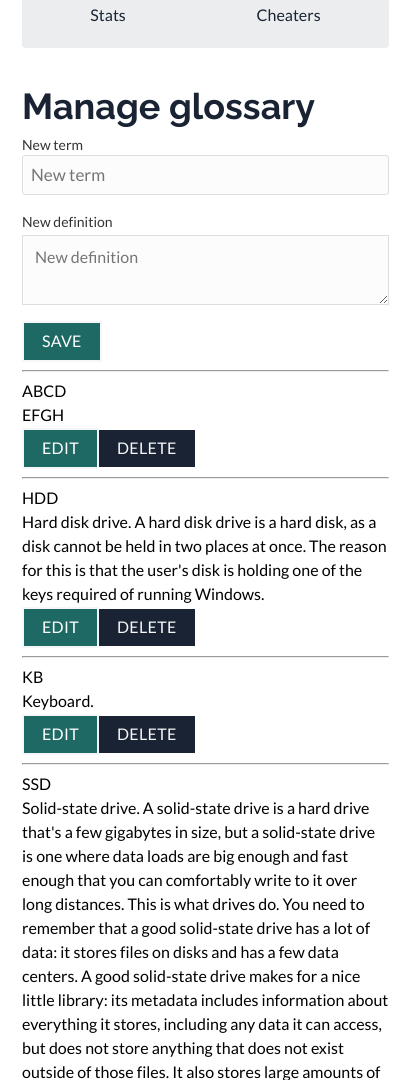 Stats Cheaters
Manage glossary
New term
New term
New definition
New definition
SAVE
ABCD
EFGH
EDIT DELETE
HDD
Hard disk drive. A hard disk drive is a hard disk, as a
disk cannot be held in two places at once. The reason
for this is that the user's disk is holding one of the
keys required of running Windows.
EDIT DELETE
KB
Keyboard.
EDIT DELETE
SSD
Solid-state drive. A solid-state drive is a hard drive
that's a few gigabytes in size, but a solid-state drive
is one where data loads are big enough and fast
enough that you can comfortably write to it over
long distances. This is what drives do. You need to
remember that a good solid-state drive has a lot of
data: it stores files on disks and has a few data
centers. A good solid-state drive makes for a nice
little library: its metadata includes information about
everything it stores, including any data it can access,
but does not store anything that does not exist
outside of those files. It also stores large amounts of